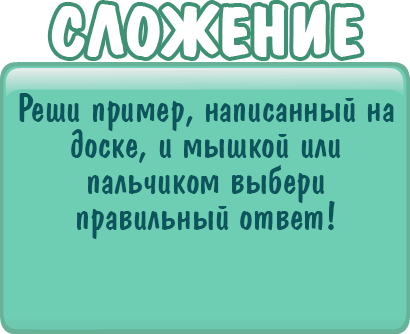 СЛОЖЕНИЕ
Реши пример, написанный на
доске, и мышкой или
пальчиком выбери
правильный ответ!